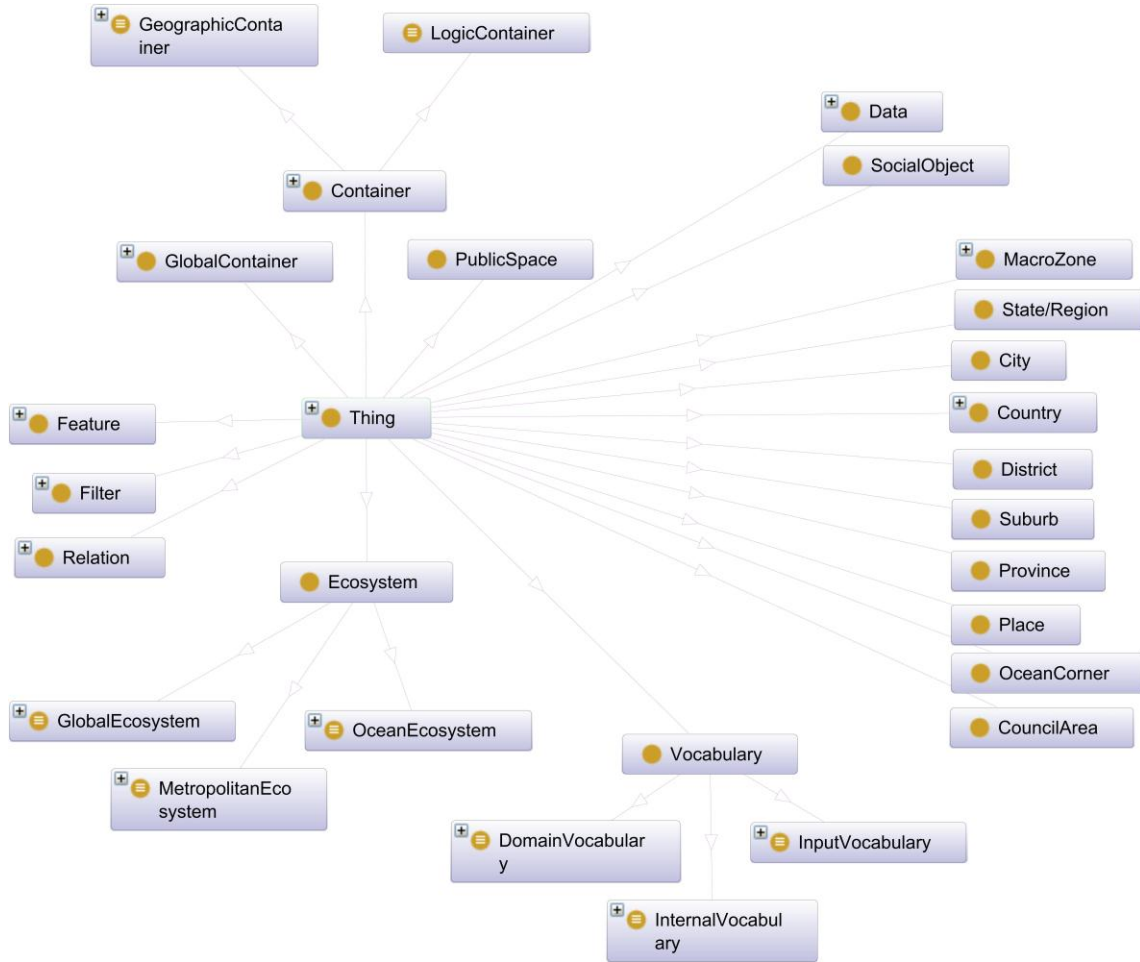 GeographicConta
iner
LogicContainer
Data
SocialObject
Container
GlobalContainer
PublicSpace
MacroZone
State/Region
City
Thing
Feature
Country
District
Filter
Suburb
Relation
Province
Ecosystem
Place
OceanCorner
GlobalEcosystem
OceanEcosystem
CouncilArea
Vocabulary
MetropolitanEco
system
DomainVocabular
y
InputVocabulary
InternalVocabul
ary